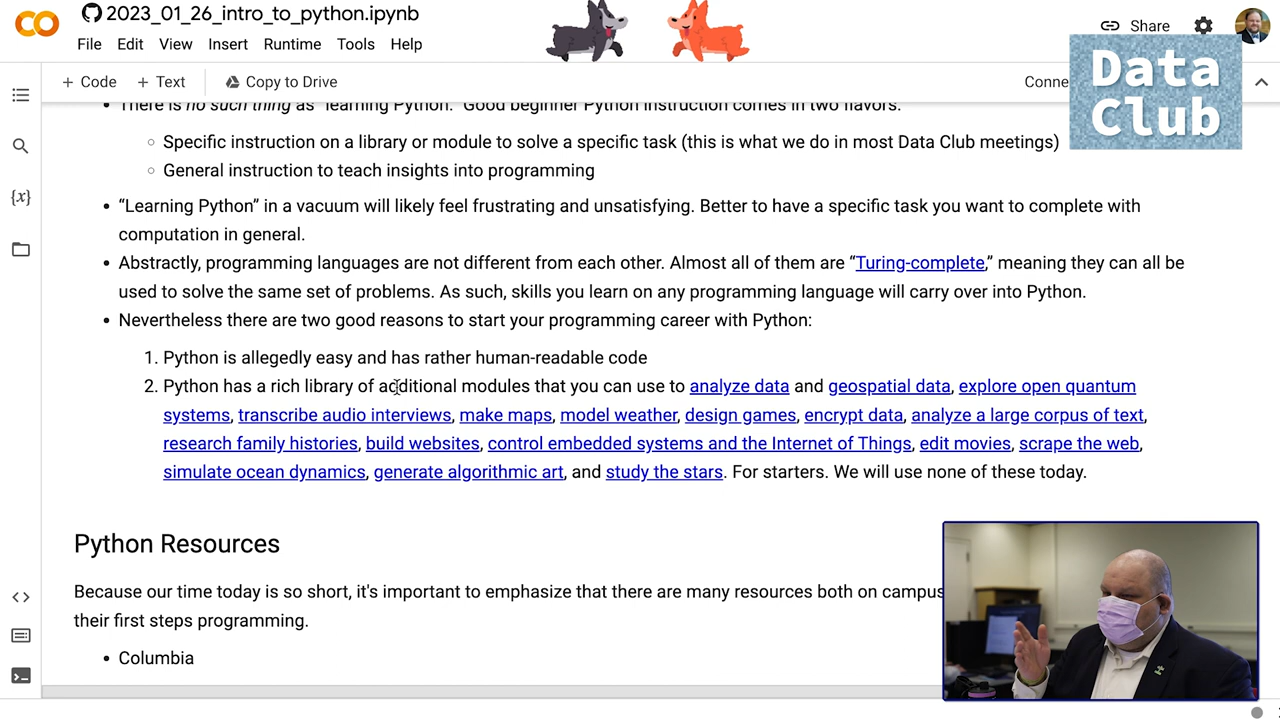 2023_01_26_intro_to_python.ipynb
Share
File Edit View Insert Runtime Tools Help
+ Code + Text Copy to Drive
Conne
Data
Club
• There is no such thing as "learning Python." Good beginner Python instruction comes in two flavors.
○ Specific instruction on a library or module to solve a specific task (this is what we do in most Data Club meetings)
○ General instruction to teach insights into programming
{x}
• “Learning Python” in a vacuum will likely feel frustrating and unsatisfying. Better to have a specific task you want to complete with
computation in general.
• Abstractly, programming languages are not different from each other. Almost all of them are “Turing-complete,” meaning they can all be
used to solve the same set of problems. As such, skills you learn on any programming language will carry over into Python.
• Nevertheless there are two good reasons to start your programming career with Python:
1. Python is allegedly easy and has rather human-readable code
2. Python has a rich library of additional modules that you can use to analyze data and geospatial data, explore open quantum
systems, transcribe audio interviews, make maps, model weather, design games, encrypt data, analyze a large corpus of text,
research family histories, build websites, control embedded systems and the Internet of Things, edit movies, scrape the web,
simulate ocean dynamics, generate algorithmic art, and study the stars. For starters. We will use none of these today.
Python Resources
Because our time today is so short, it's important to emphasize that there are many resources both on campus
their first steps programming.
• Columbia